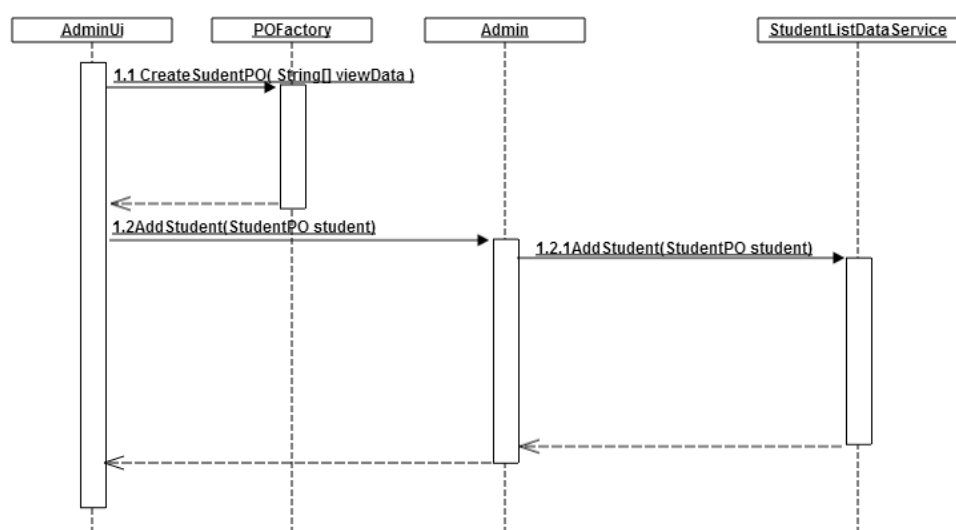 AdminUi
POFactory
Admin
StudentListDataService
1.1 CreateSudentPO( String[] viewData )
1.2AddStudent(StudentPO student)
1.2.1AddStudent(StudentPO student)